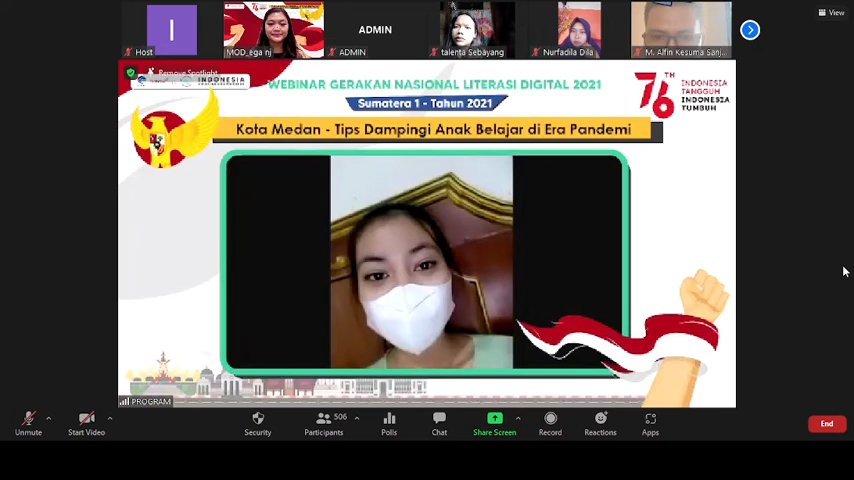 View
I
ADMIN
Host
MOD_ega nj
ADMIN
talenta Sebayang
Nurfadila Dila
M. Alfin Kesuma Sanj...
Remove Spotlight
INDONESIA
WEBINAR GERAKAN NASIONAL LITERASI DIGITAL 2021
Sumatera 1 - Tahun 2021
76TH
INDONESIA
TANGGUH
INDONESIA
TUMBUH
Kota Medan - Tips Dampingi Anak Belajar di Era Pandemi
PROGRAM
506
Unmute
Start Video
Security
Participants
Polls
Chat
Share Screen
Record
Reactions
Apps
End